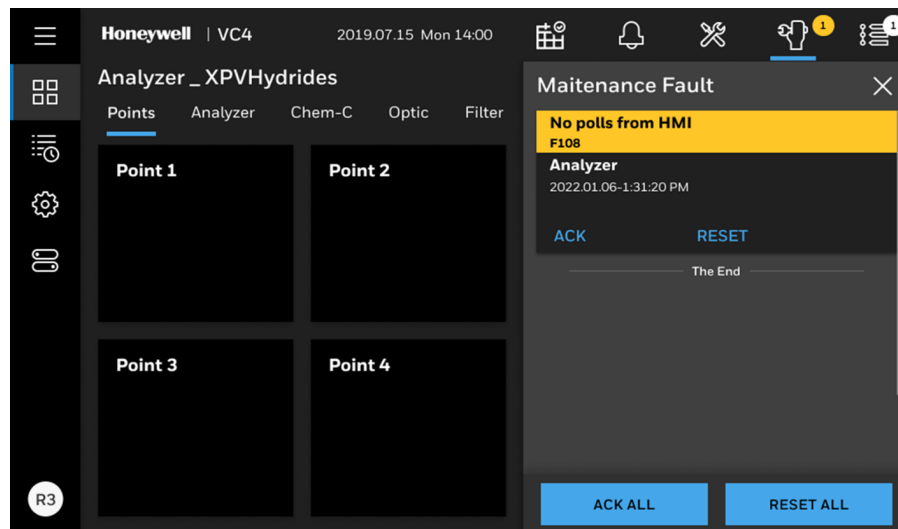 Honeywell | VC4 2019.07.15 Mon 14:00 1 1
Analyzer _ XPVHydrides
Points Analyzer Chem-C Optic Filter
Point 1 Point 2
Point 3 Point 4
R3
Maitenance Fault
No polls from HMI
F108
Analyzer
2022.01.06-1:31:20 PM
ACK RESET
The End
ACK ALL RESET ALL